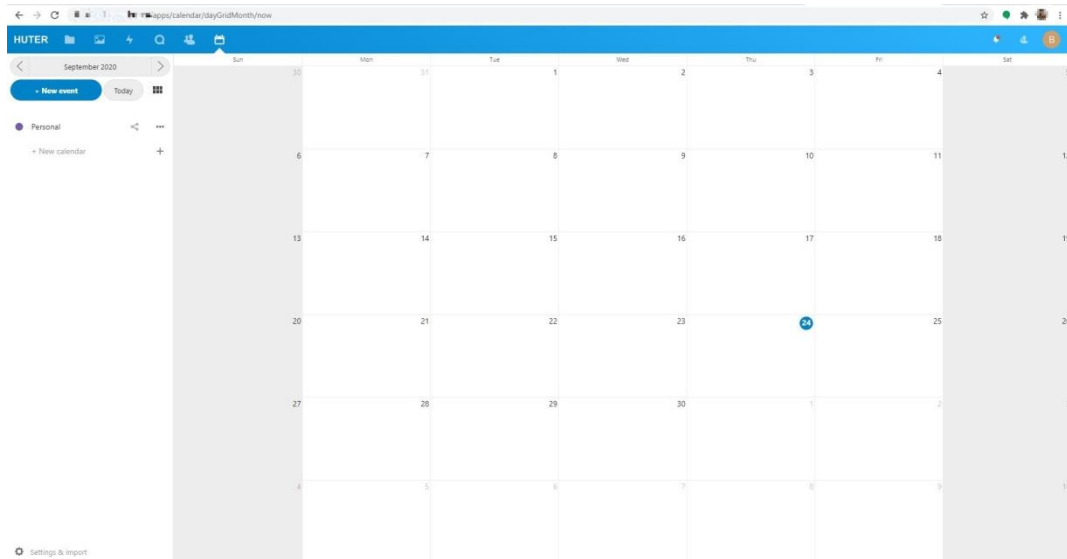 apps/calendar/dayGridMonth/now
HUTER
B
September 2020
+ New event
Today
Personal
+ New calendar
Settings & import
Sun Mon Tue Wed Thu Fri Sat
30 31 1 2 3 4
6 7 8 9 10 11
13 14 15 16 17 18
20 21 22 23 24 25
27 28 29 30 1 2
4 5 6 7 8 9